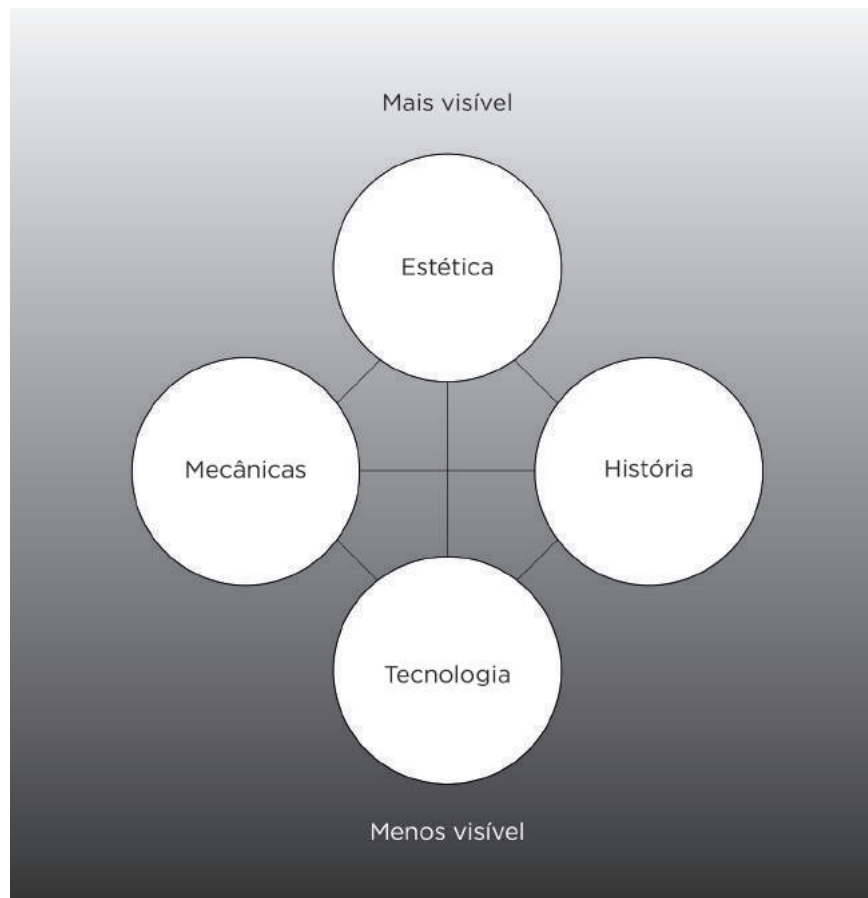 Mais visível
Estética
Mecânicas
História
Tecnologia
Menos visível